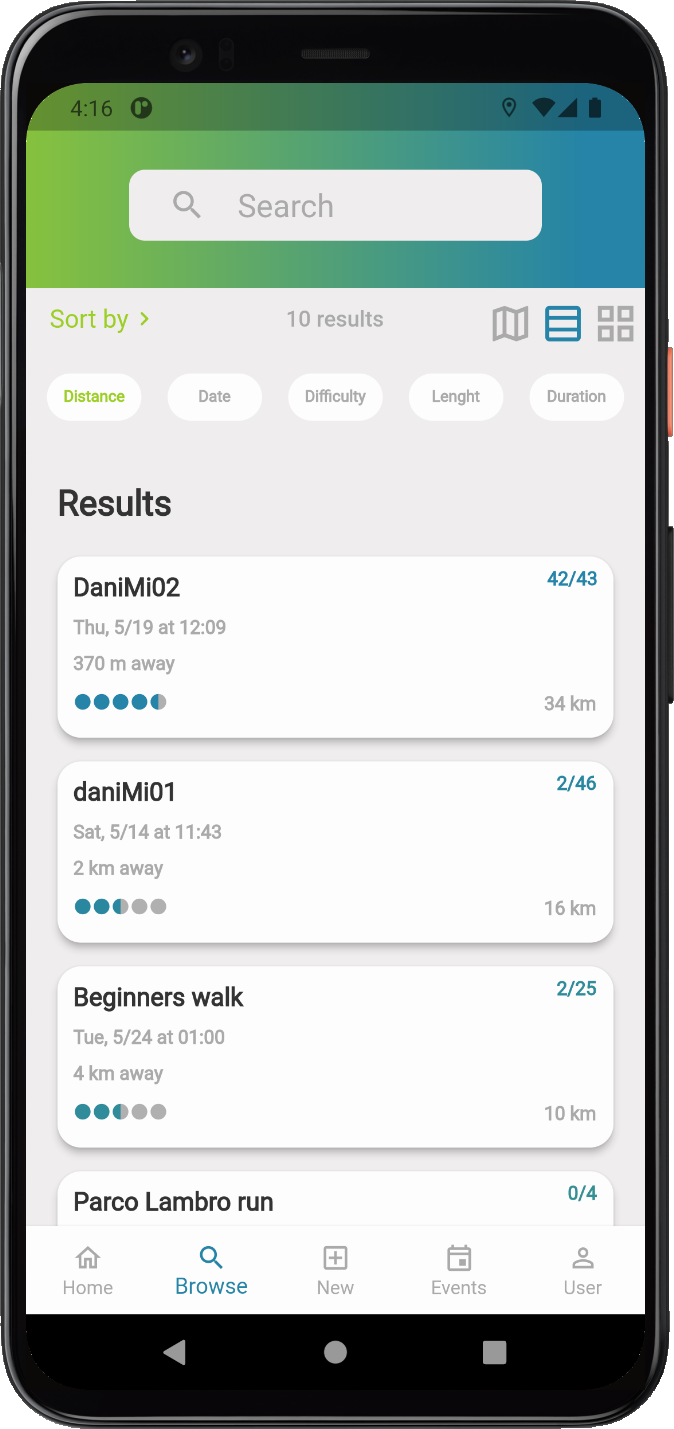 4:16
Search
Sort by
10 results
Distance
Date
Difficulty
Lenght
Duration
Results
DaniMi02
42/43
Thu, 5/19 at 12:09
370 m away
34 km
daniMi01
2/46
Sat, 5/14 at 11:43
2 km away
16 km
Beginners walk
2/25
Tue, 5/24 at 01:00
4 km away
10 km
Parco Lambro run
0/4
Home
Browse
New
Events
User